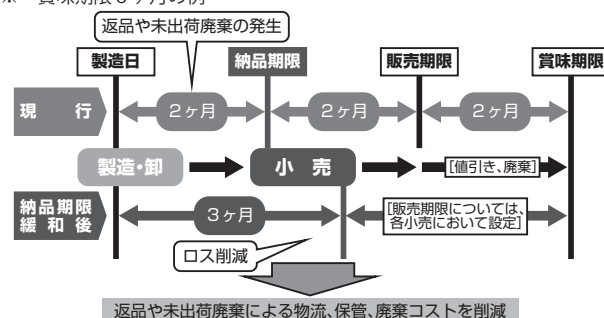 返品や未出荷廃棄の発生
製造日
納品期限
販売期限
賞味期限
現　行
2ヶ月
2ヶ月
2ヶ月
製造・卸
小　売
[値引き、廃棄]
納品期限
緩和後
3ヶ月
[販売期限については、
各小売において設定]
ロス削減
返品や未出荷廃棄による物流、保管、廃棄コストを削減